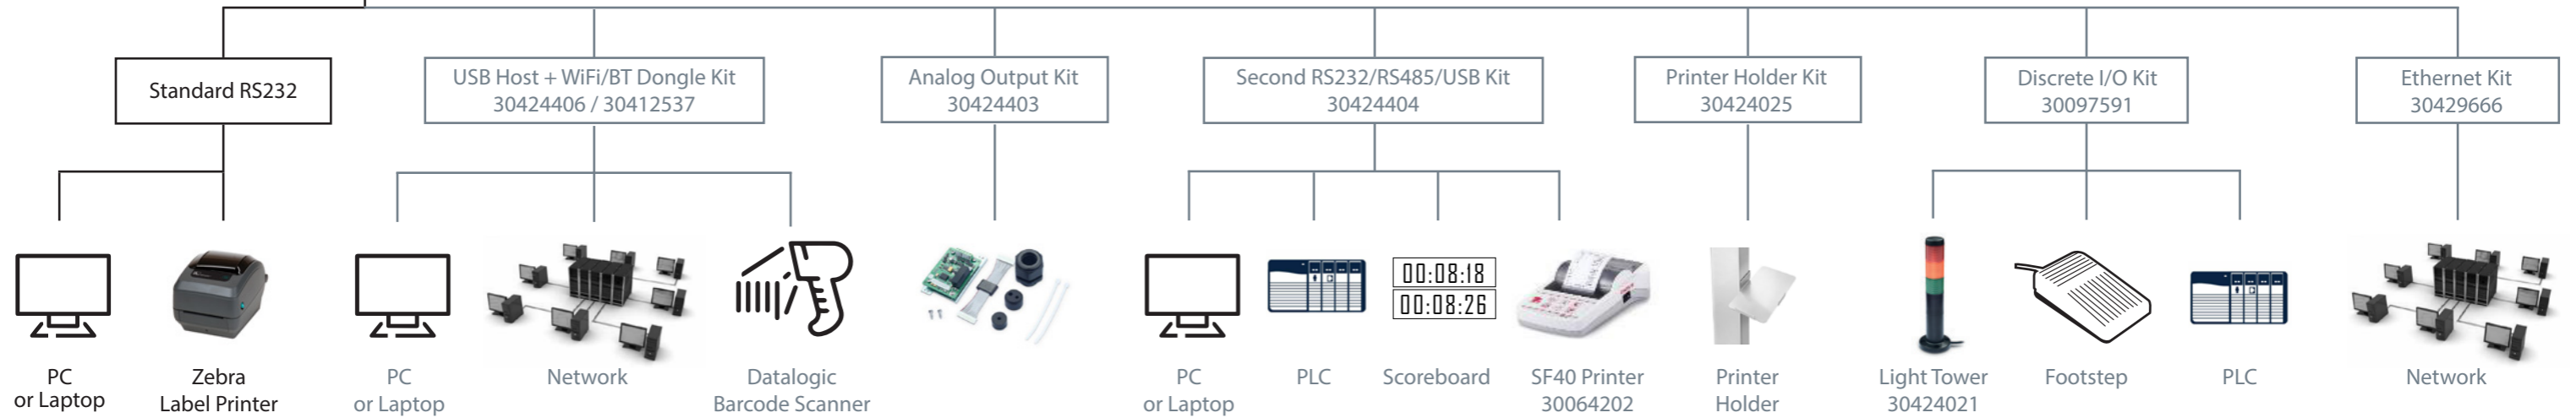 Standard RS232
USB Host + WiFi/BT Dongle Kit
30424406 / 30412537
Analog Output Kit
30424403
Second RS232/RS485/USB Kit
30424404
Printer Holder Kit
30424025
Discrete I/O Kit
30097591
Ethernet Kit
30429666
00:08:18
00:08:26
PC
or Laptop
Zebra
Label Printer
PC
or Laptop
Network
Datalogic
Barcode Scanner
PC
or Laptop
PLC
Scoreboard
SF40 Printer
30064202
Printer
Holder
Light Tower
30424021
Footstep
PLC
Network